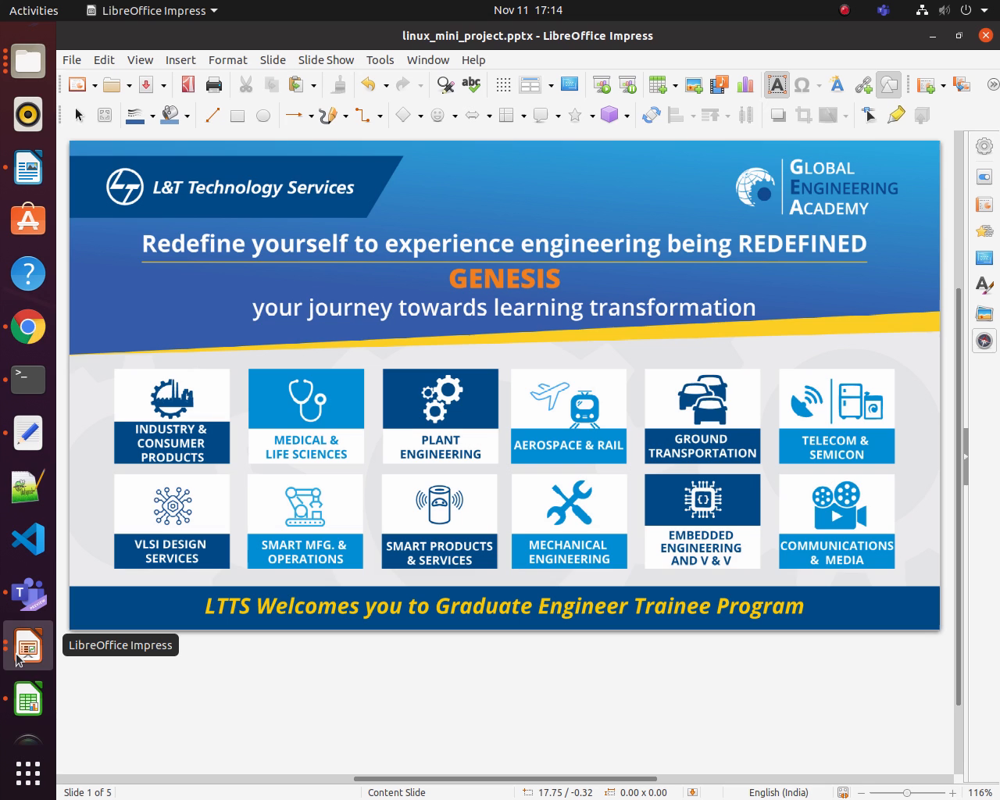 Activities
LibreOffice Impress
Nov 11 17:14
linux_mini_project.pptx - LibreOffice Impress
File Edit View Insert Format Slide Slide Show Tools Window Help
L&T Technology Services
GLOBAL
ENGINEERING
ACADEMY
Redefine yourself to experience engineering being REDEFINED
GENESIS
your journey towards learning transformation
INDUSTRY &
CONSUMER
PRODUCTS
MEDICAL &
LIFE SCIENCES
PLANT
ENGINEERING
AEROSPACE & RAIL
GROUND
TRANSPORTATION
TELECOM &
SEMICON
VLSI DESIGN
SERVICES
SMART MFG. &
OPERATIONS
SMART PRODUCTS
& SERVICES
MECHANICAL
ENGINEERING
EMBEDDED
ENGINEERING
AND V & V
COMMUNICATIONS
& MEDIA
LTTS Welcomes you to Graduate Engineer Trainee Program
LibreOffice Impress
Slide 1 of 5
Content Slide
17.75 / -0.32
0.00 x 0.00
English (India)
116%